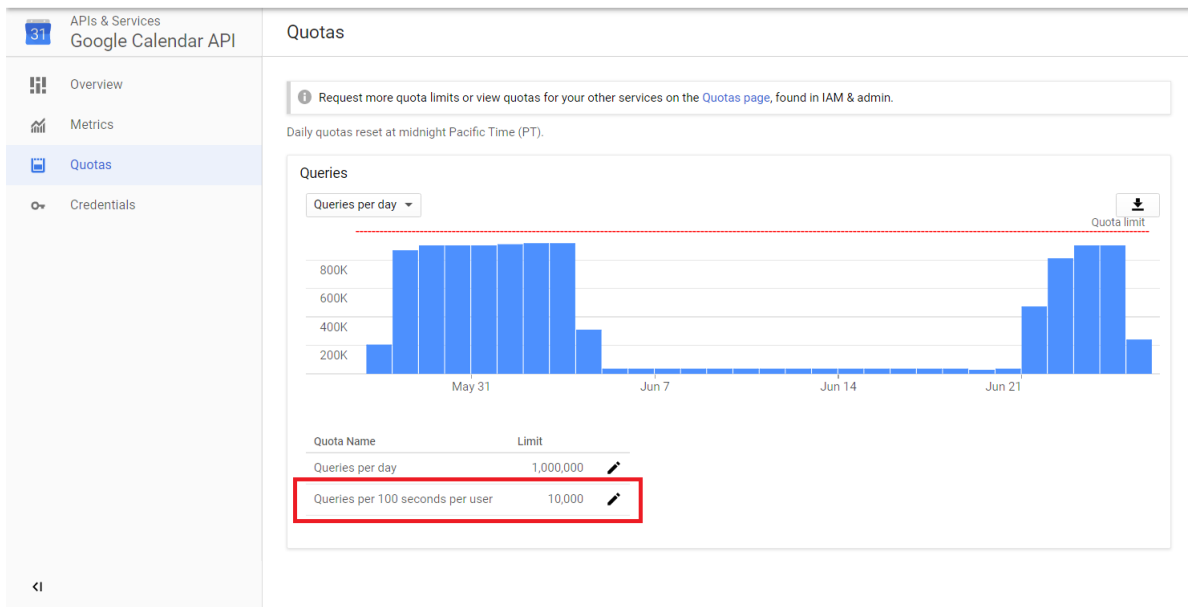 31
APIs & Services
Google Calendar API
Quotas
Overview
Metrics
Quotas
Credentials
Request more quota limits or view quotas for your other services on the Quotas page, found in IAM & admin.
Daily quotas reset at midnight Pacific Time (PT).
Queries
Queries per day
Quota limit
800K
600K
400K
200K
May 31
Jun 7
Jun 14
Jun 21
Quota Name Limit
Queries per day 1,000,000
Queries per 100 seconds per user 10,000